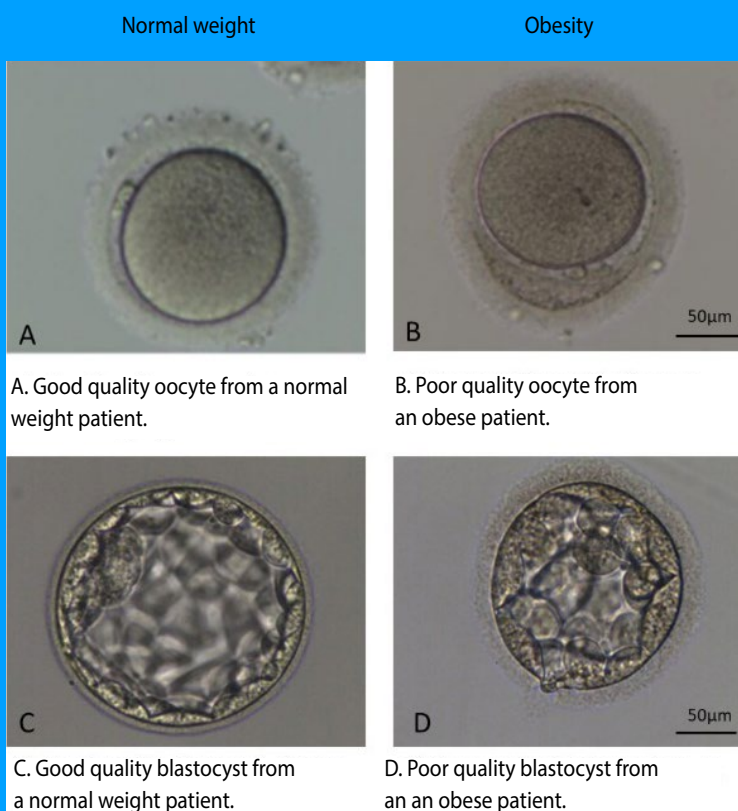 Normal weight
Obesity
A
B
50μm
A. Good quality oocyte from a normal
weight patient.
B. Poor quality oocyte from
an obese patient.
C
D
50μm
C. Good quality blastocyst from
a normal weight patient.
D. Poor quality blastocyst from
an an obese patient.